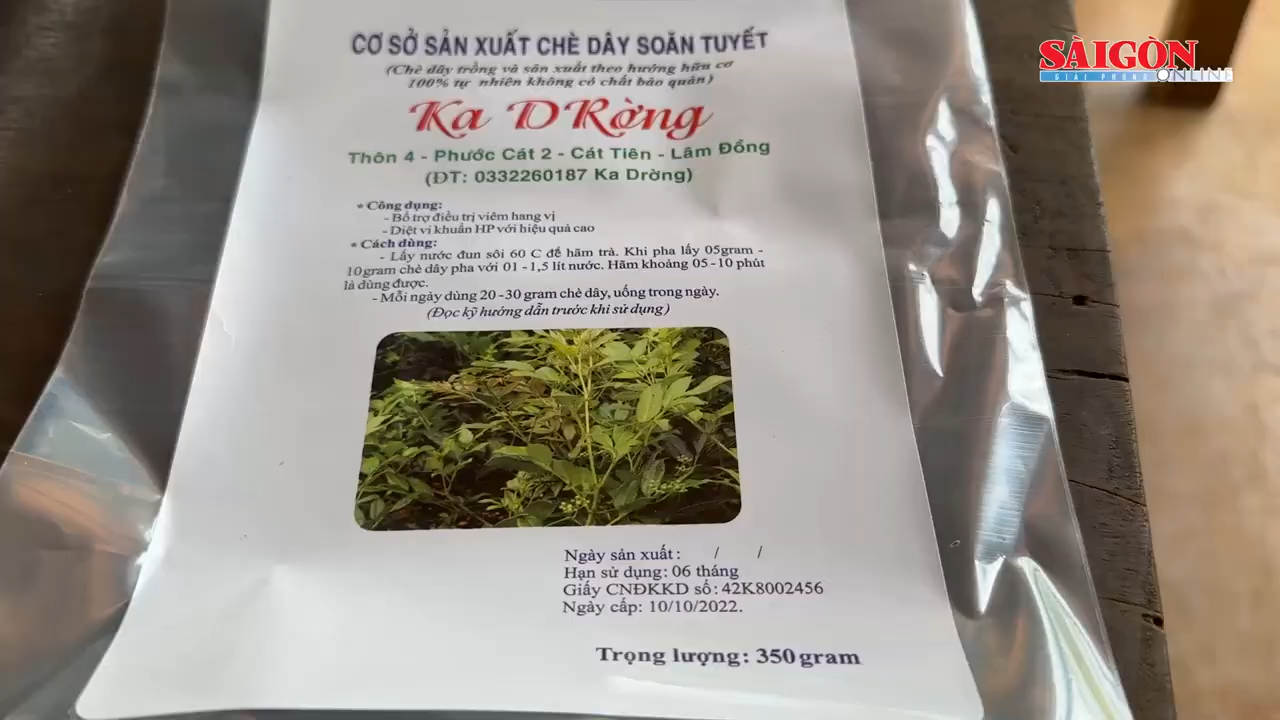 CƠ SỞ SẢN XUẤT CHÈ DÂY SOĂN TUYẾT
(Chè dây trồng và sản xuất theo hướng hữu cơ
100% tự nhiên không có chất bảo quản)
Ka DRờng
Thôn 4 - Phước Cát 2 - Cát Tiên - Lâm Đồng
(ĐT: 0332260187 Ka Drờng)
* Công dụng:
- Bổ trợ điều trị viêm hang vị
- Diệt vi khuẩn HP với hiệu quả cao
* Cách dùng:
- Lấy nước đun sôi 60 C để hãm trà. Khi pha lấy 05gram -
10gram chè dây pha với 01 - 1,5 lít nước. Hãm khoảng 05 - 10 phút
là dùng được.
- Mỗi ngày dùng 20 -30 gram chè dây, uống trong ngày.
(Đọc kỹ hướng dẫn trước khi sử dụng)
Ngày sản xuất : / /
Hạn sử dụng: 06 tháng
Giấy CNĐKKD số: 42K8002456
Ngày cấp: 10/10/2022.
Trọng lượng: 350gram
SÀIGÒN
GIẢI PHÓNG ONLINE